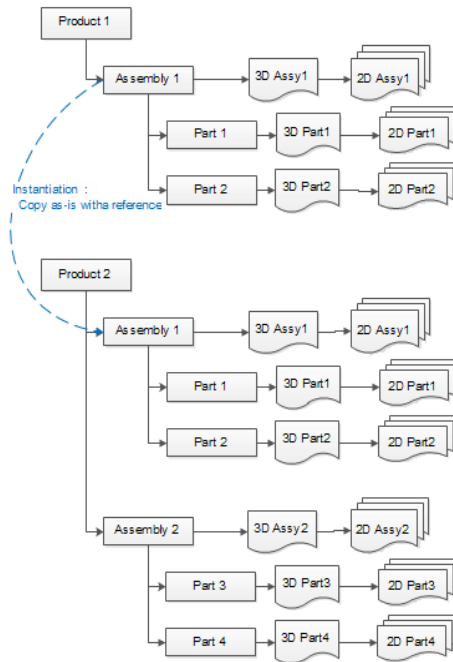 Product 1
Assembly 1
3D Assy1
2D Assy1
Part 1
3D Part1
2D Part1
Part 2
3D Part2
2D Part2
Instantiation :
Copy as-is witha reference
Product 2
Assembly 1
3D Assy1
2D Assy1
Part 1
3D Part1
2D Part1
Part 2
3D Part2
2D Part2
Assembly 2
3D Assy2
2D Assy2
Part 3
3D Part3
2D Part3
Part 4
3D Part4
2D Part4